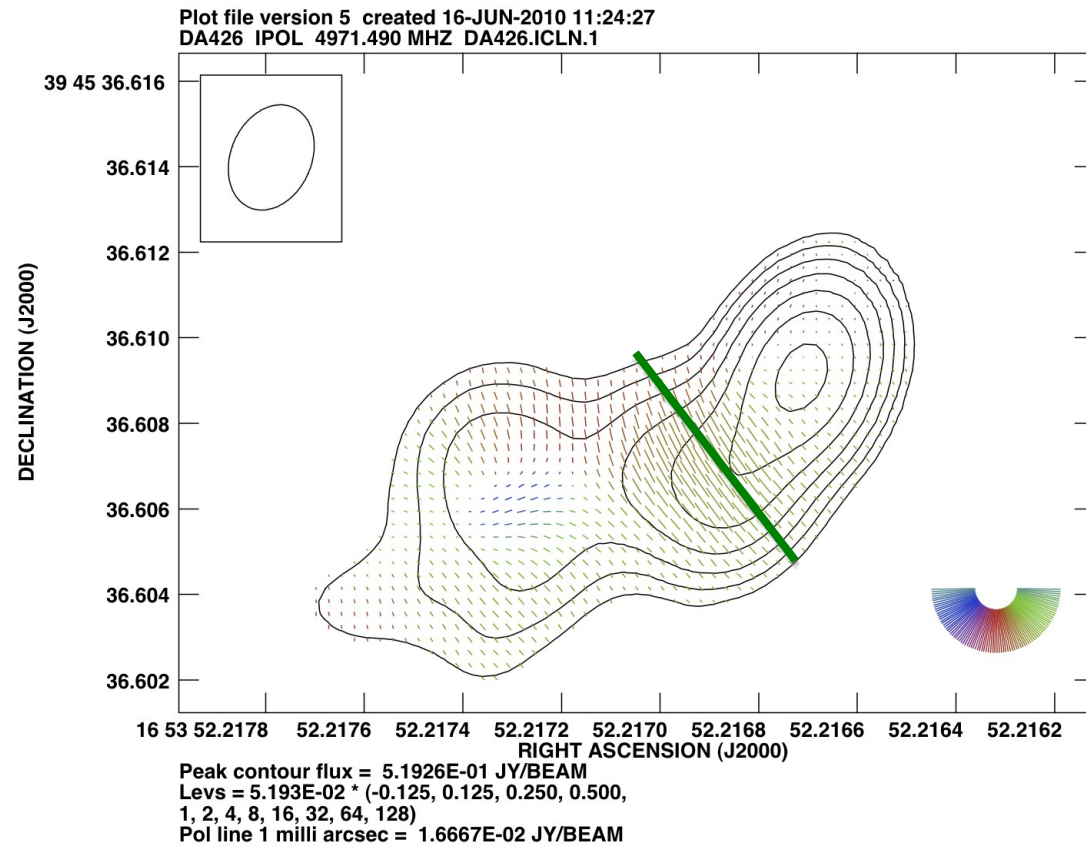 Plot file version 5 created 16-JUN-2010 11:24:27
DA426 IPOL 4971.490 MHZ DA426.ICLN.1
39 45 36.616
36.614
36.612
36.610
36.608
36.606
36.604
36.602
DECLINATION (J2000)
16 53 52.2178 52.2176 52.2174 52.2172 52.2170 52.2168 52.2166 52.2164 52.2162
RIGHT ASCENSION (J2000)
Peak contour flux = 5.1926E-01 JY/BEAM
Levs = 5.193E-02 * (-0.125, 0.125, 0.250, 0.500,
1, 2, 4, 8, 16, 32, 64, 128)
Pol line 1 milli arcsec = 1.6667E-02 JY/BEAM